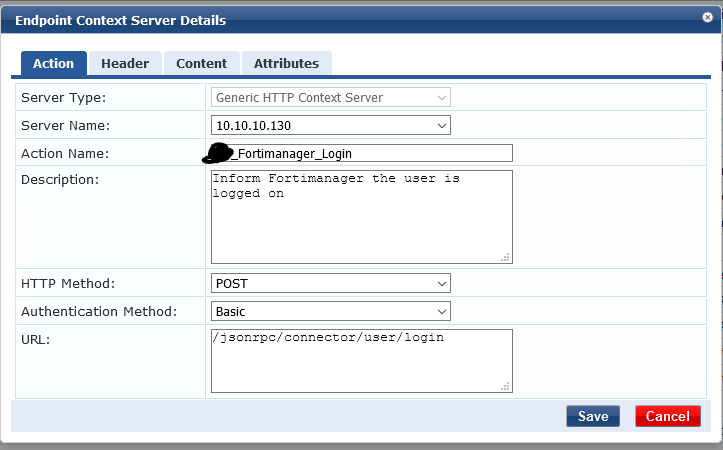 Endpoint Context Server Details
Action Header Content Attributes
Server Type: Generic HTTP Context Server
Server Name: 10.10.10.130
Action Name: _Fortimanager_Login
Description: Inform Fortimanager the user is
logged on
HTTP Method: POST
Authentication Method: Basic
URL: /jsonrpc/connector/user/login
Save Cancel